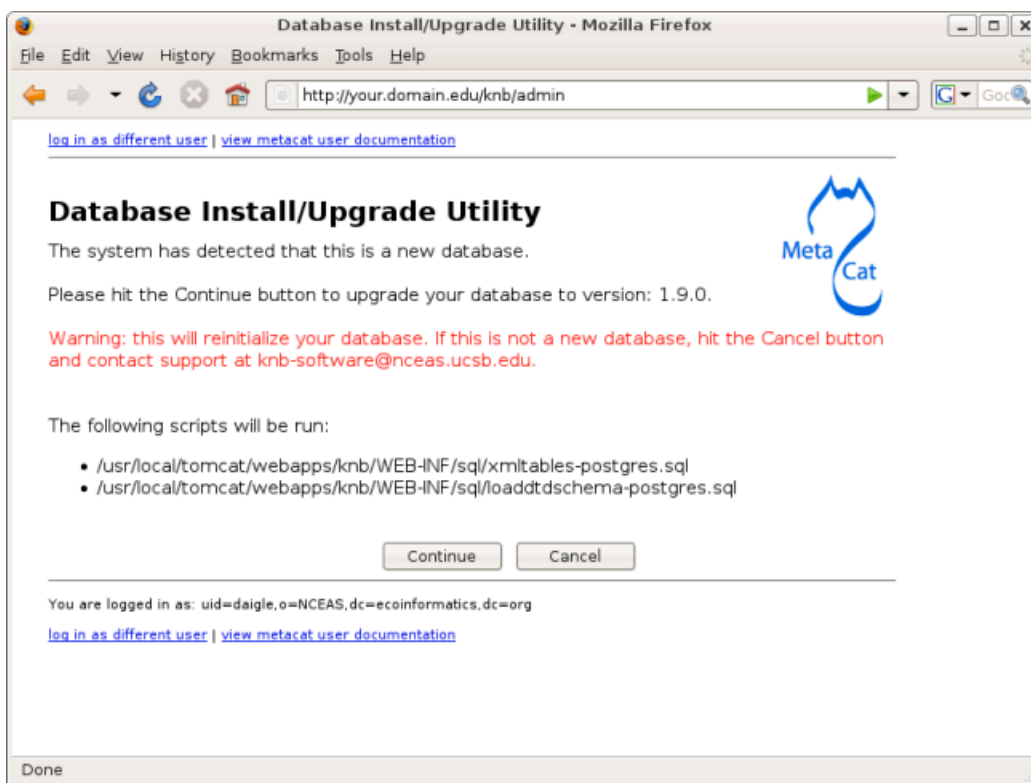 Database Install/Upgrade Utility - Mozilla Firefox
File Edit View History Bookmarks Tools Help
http://your.domain.edu/knb/admin G Goo
log in as different user | view metacat user documentation
Database Install/Upgrade Utility
The system has detected that this is a new database.
Meta
Cat
Please hit the Continue button to upgrade your database to version: 1.9.0.
Warning: this will reinitialize your database. If this is not a new database, hit the Cancel button
and contact support at knb-software@nceas.ucsb.edu.
The following scripts will be run:
• /usr/local/tomcat/webapps/knb/WEB-INF/sql/xmltables-postgres.sql
• /usr/local/tomcat/webapps/knb/WEB-INF/sql/loaddtdschema-postgres.sql
Continue Cancel
You are logged in as: uid=daigle,o=NCEAS,dc=ecoinformatics,dc=org
log in as different user | view metacat user documentation
Done